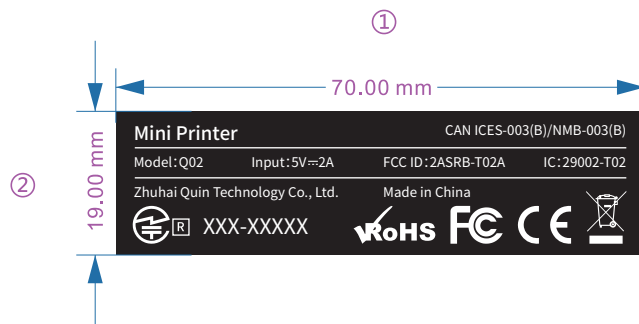 ①
70.00 mm
②
19.00 mm
Mini Printer CAN ICES-003(B)/NMB-003(B)
Model:Q02 Input:5V⎓2A FCC ID:2ASRB-T02A IC:29002-T02
Zhuhai Quin Technology Co., Ltd. Made in China
R XXX-XXXXX RoHS FC CE